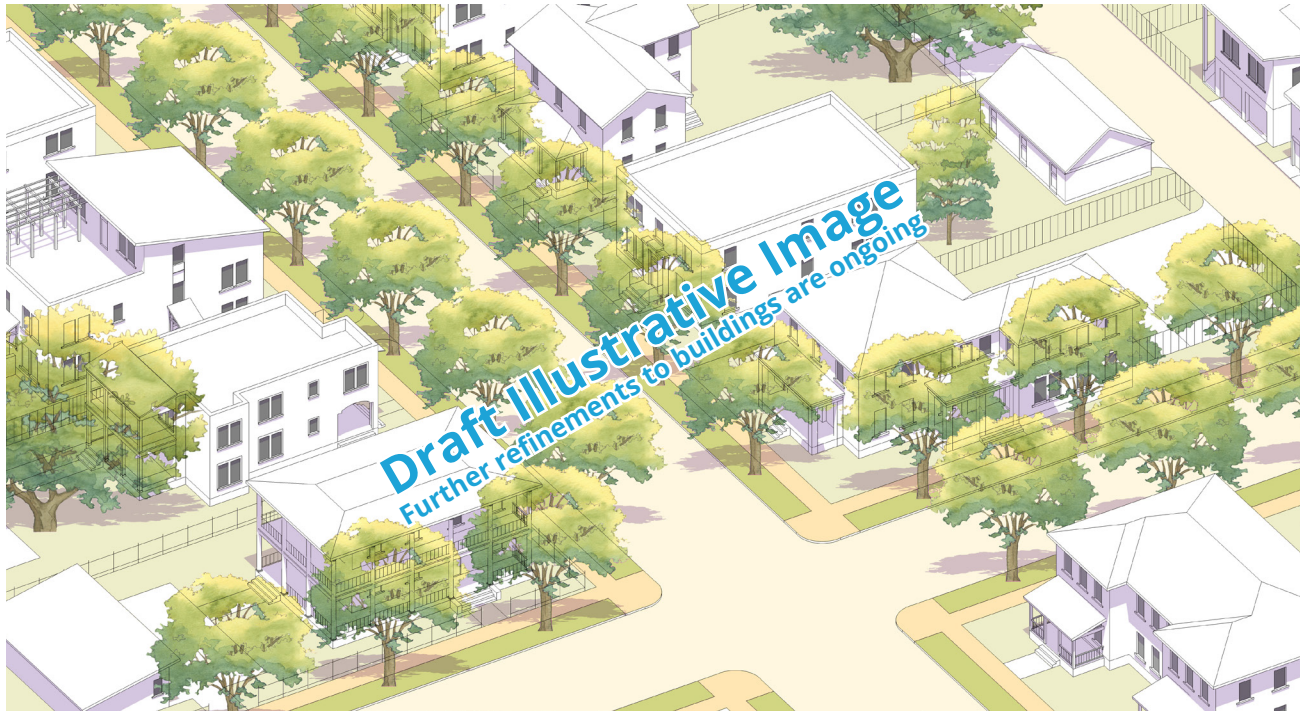 Draft Illustrative Image
Further refinements to buildings are ongoing